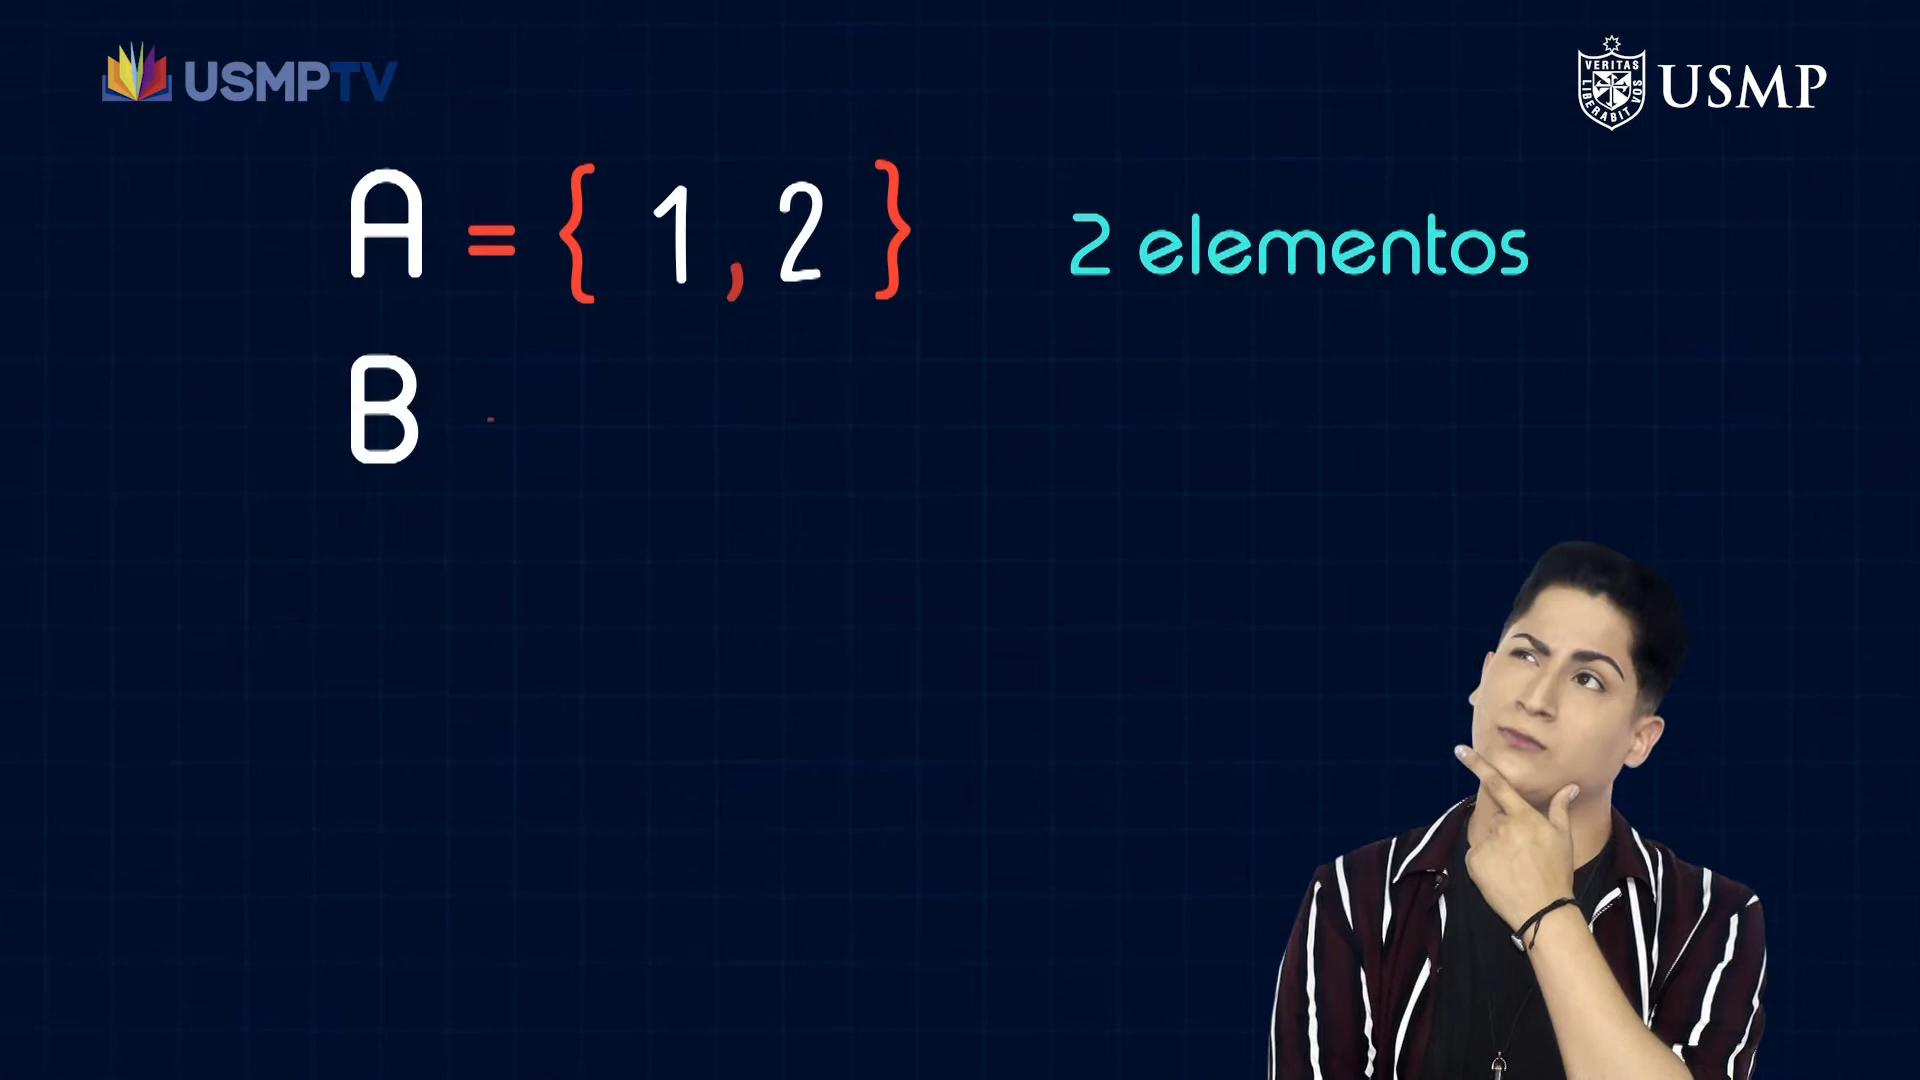 USMPTV
VERITAS
LIBERABIT VOS
USMP
A = { 1 , 2 }
2 elementos
B